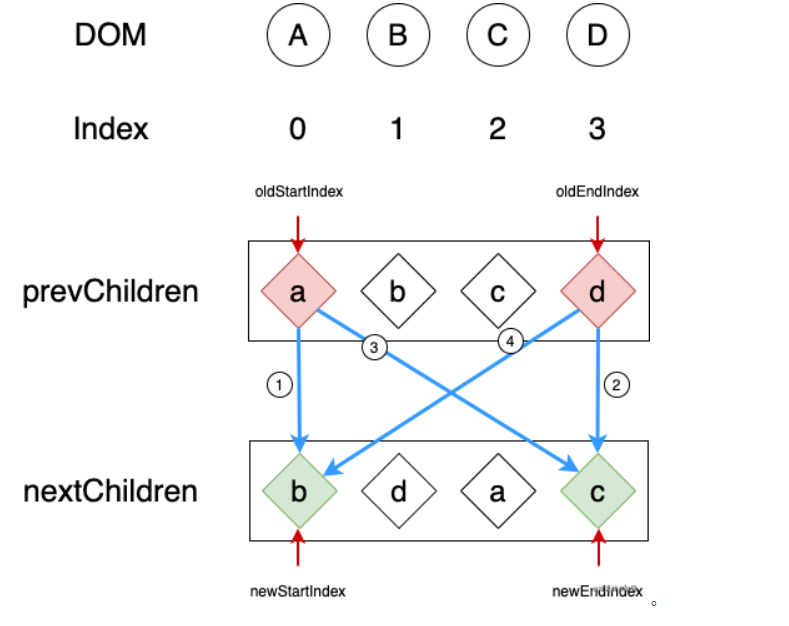 DOM A B C D
Index 0 1 2 3
oldStartIndex oldEndIndex
prevChildren a b c d
3 4
1 2
nextChildren b d a c
newStartIndex newEndIndex
。